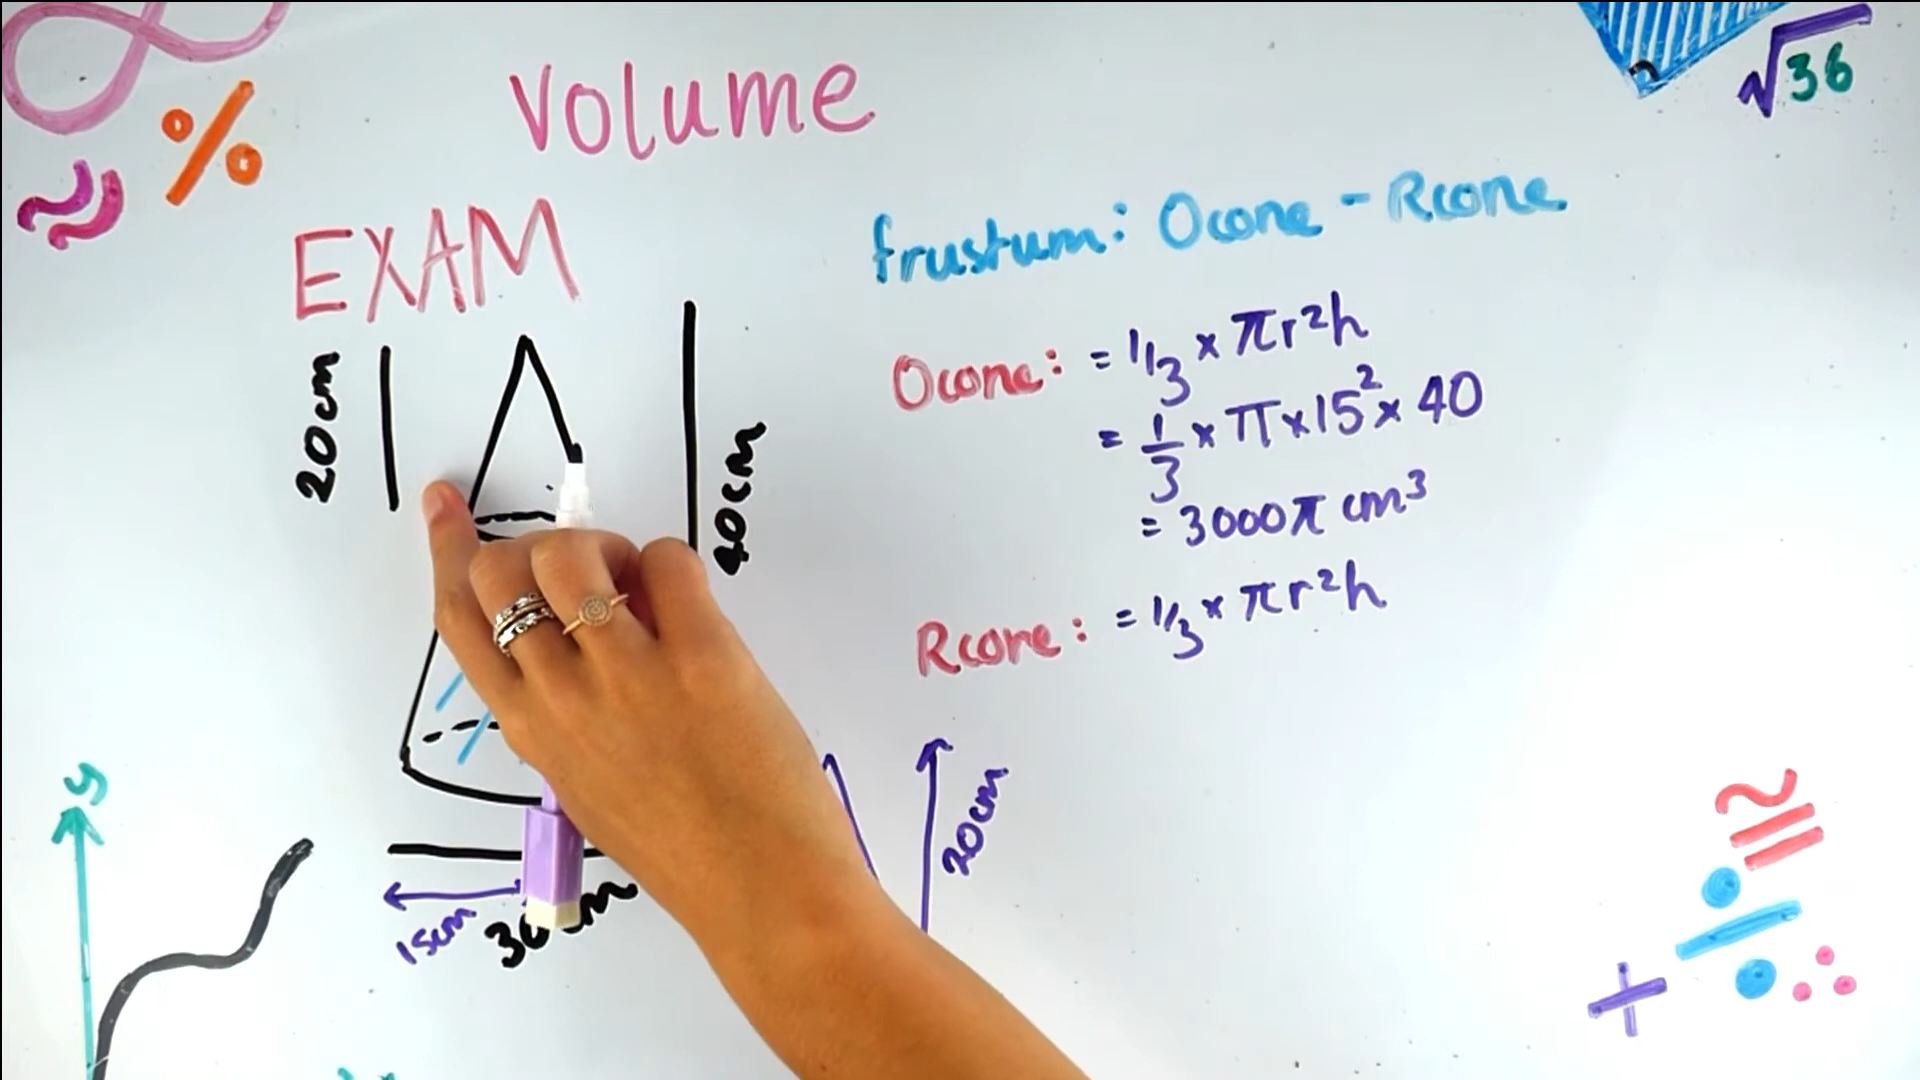 Volume
√36
%
EXAM
frustum: Ocone - Rcone
20cm
40cm
Ocone: = 1/3 × πr²h
= 1/3 × π × 15² × 40
= 3000π cm³
Rcone: = 1/3 × πr²h
20cm
y
15cm
≅
÷
+